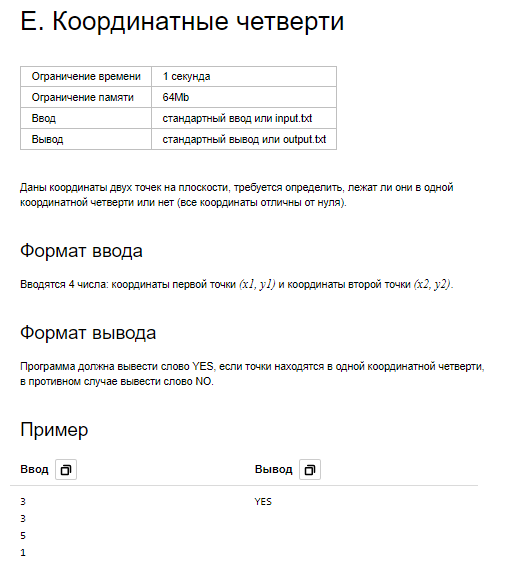 E. Координатные четверти
Ограничение времени 1 секунда
Ограничение памяти 64Mb
Ввод стандартный ввод или input.txt
Вывод стандартный вывод или output.txt
Даны координаты двух точек на плоскости, требуется определить, лежат ли они в одной
координатной четверти или нет (все координаты отличны от нуля).
Формат ввода
Вводятся 4 числа: координаты первой точки (x1, y1) и координаты второй точки (x2, y2).
Формат вывода
Программа должна вывести слово YES, если точки находятся в одной координатной четверти,
в противном случае вывести слово NO.
Пример
Ввод Вывод
3 YES
3
5
1